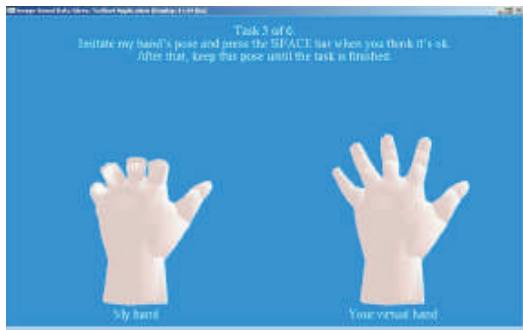 Task 3 of 6
Imitate my hand's pose and press the SPACE bar when you think it's ok.
After that, keep this pose until the task is finished.
My hand
Your virtual hand